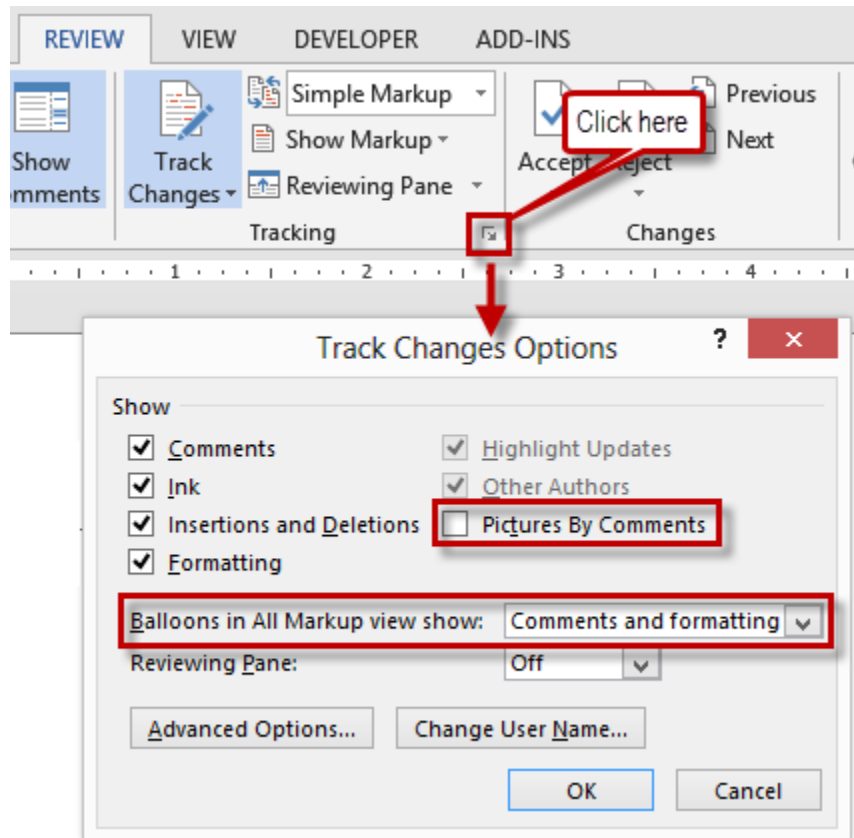 REVIEW VIEW DEVELOPER ADD-INS
Simple Markup Previous
Click here
Show Markup Next
Show Track Accept Reject
mments Changes Reviewing Pane
Tracking Changes
1 2 3 4
Track Changes Options ?
Show
Comments Highlight Updates
Ink Other Authors
Insertions and Deletions Pictures By Comments
Formatting
Balloons in All Markup view show: Comments and formatting
Reviewing Pane: Off
Advanced Options... Change User Name...
OK Cancel